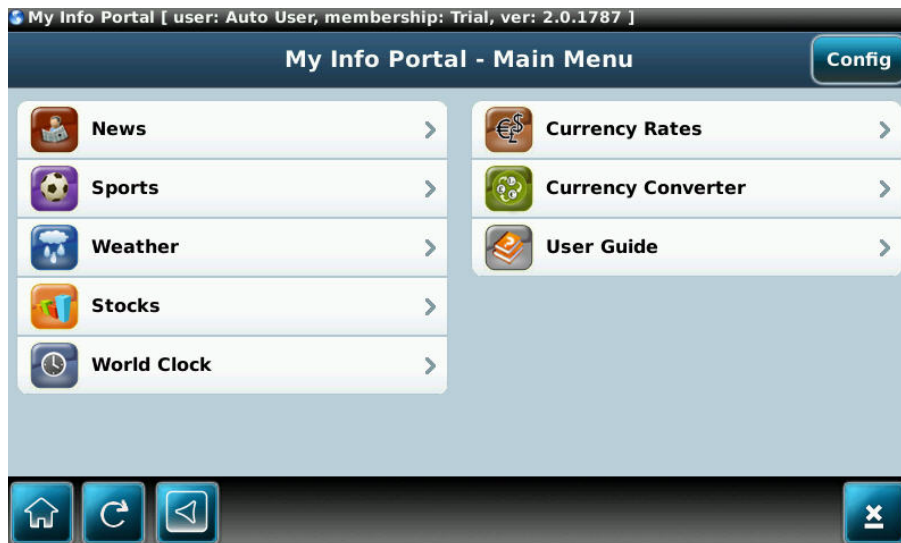 My Info Portal [ user: Auto User, membership: Trial, ver: 2.0.1787 ]
My Info Portal - Main Menu
Config
News
Sports
Weather
Stocks
World Clock
Currency Rates
Currency Converter
User Guide